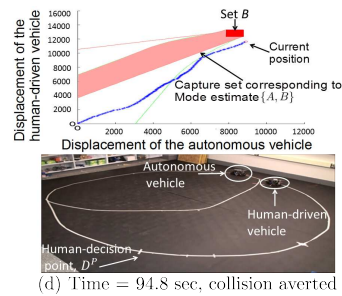 Set B
16000
14000
12000
10000
8000
6000
4000
2000
0
Displacement of the
human-driven vehicle
Current
position
Capture set corresponding to
Mode estimate{A, B}
0 2000 4000 6000 8000 10000 12000
Displacement of the autonomous vehicle
Autonomous
vehicle
Human-driven
vehicle
Human-decision
point, D^P
(d) Time = 94.8 sec, collision averted